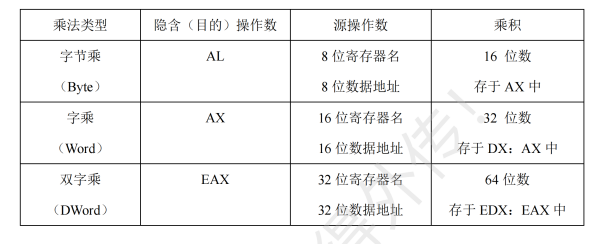 乘法类型 隐含（目的）操作数 源操作数 乘积
字节乘 AL 8 位寄存器名 16 位数
（Byte） 8 位数据地址 存于 AX 中
字乘 AX 16 位寄存器名 32 位数
（Word） 16 位数据地址 存于 DX：AX 中
双字乘 EAX 32 位寄存器名 64 位数
（DWord） 32 位数据地址 存于 EDX：EAX 中
得外传！